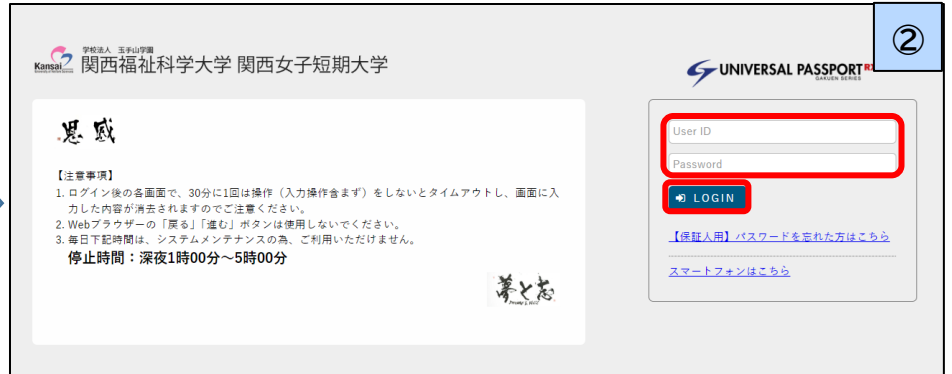 ②
学校法人 玉手山学園
Kansai 関西福祉科学大学 関西女子短期大学
UNIVERSAL PASSPORT RX
GAKUEN SERIES
感恩
【注意事項】
1. ログイン後の各画面で、30分に1回は操作（入力操作含まず）をしないとタイムアウトし、画面に入
力した内容が消去されますのでご注意ください。
2. Webブラウザーの「戻る」「進む」ボタンは使用しないでください。
3. 毎日下記時間は、システムメンテナンスの為、ご利用いただけません。
停止時間：深夜1時00分～5時00分
夢と志
User ID
Password
LOGIN
【保証人用】パスワードを忘れた方はこちら
スマートフォンはこちら